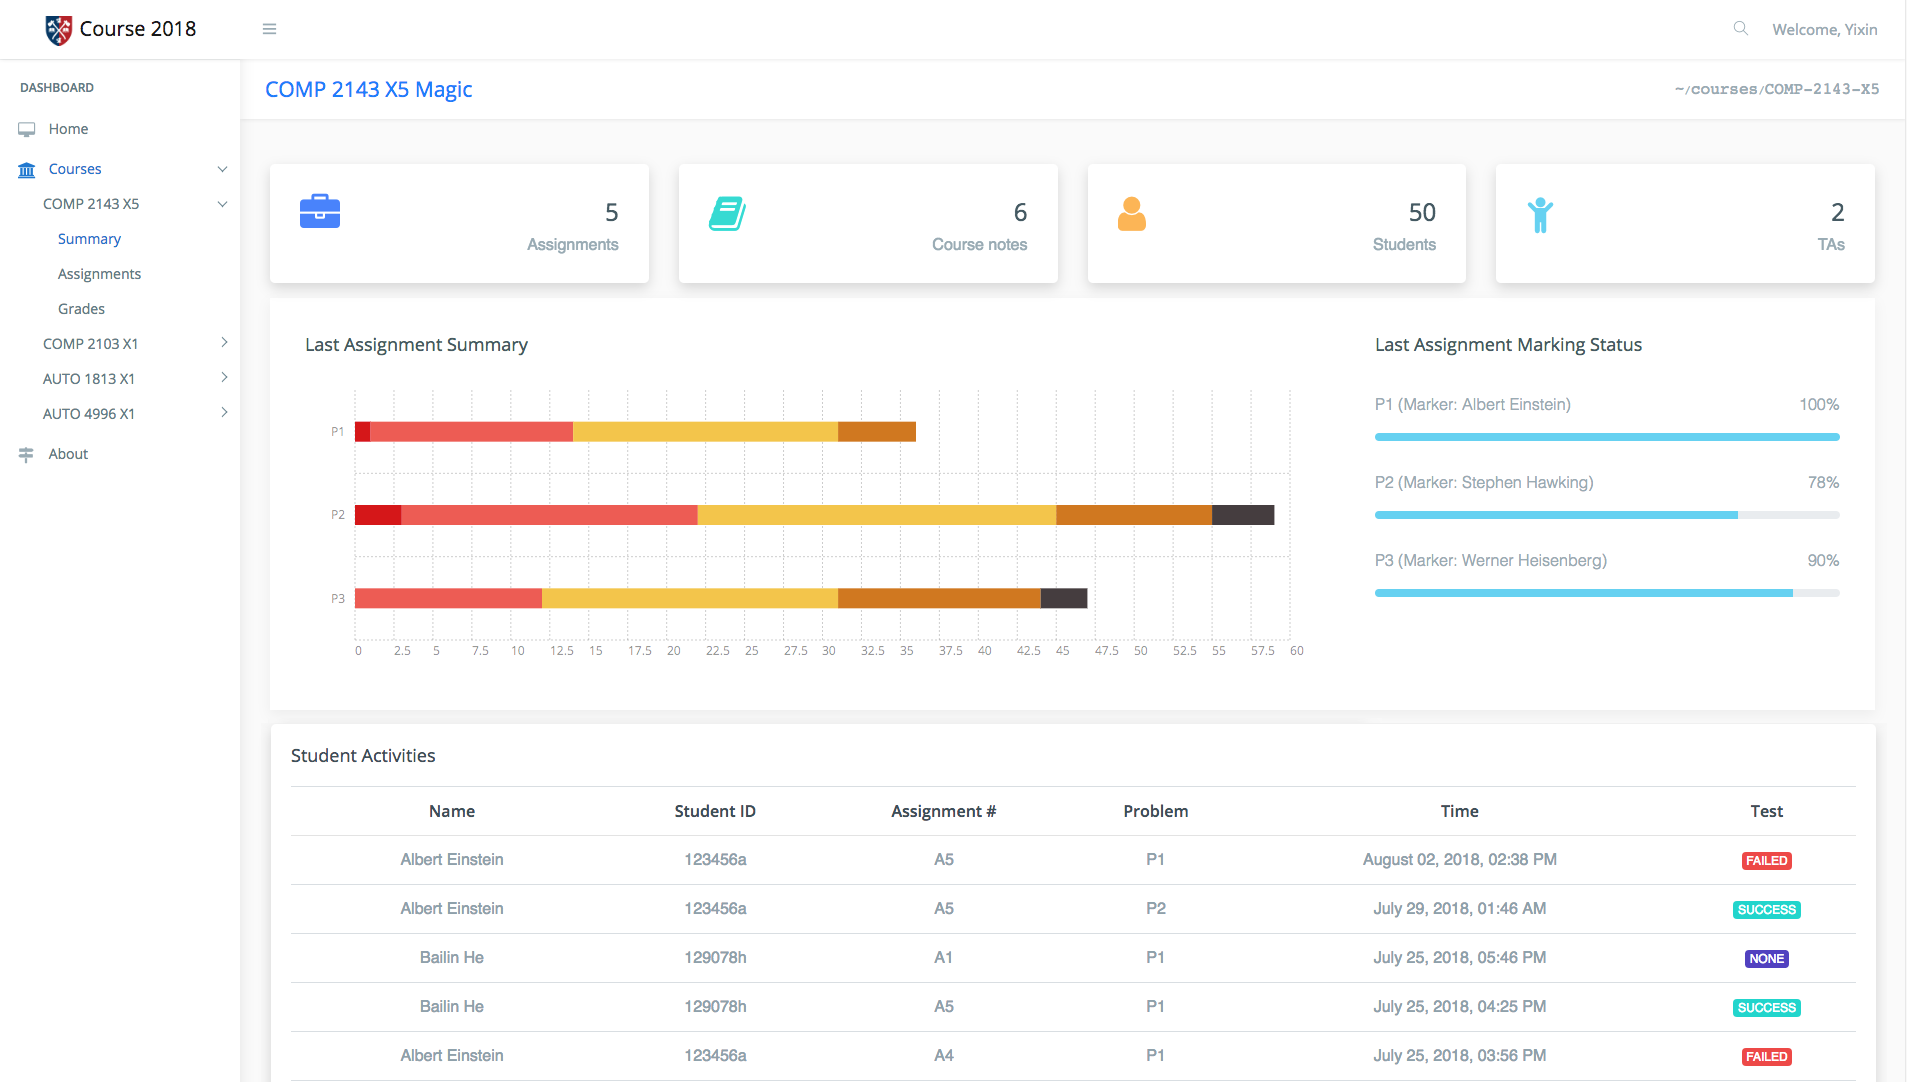 Course 2018
Welcome, Yixin
DASHBOARD
Home
Courses
COMP 2143 X5
Summary
Assignments
Grades
COMP 2103 X1
AUTO 1813 X1
AUTO 4996 X1
About
COMP 2143 X5 Magic
~/courses/COMP-2143-X5
5
Assignments
6
Course notes
50
Students
2
TAs
Last Assignment Summary
P1
P2
P3
0 2.5 5 7.5 10 12.5 15 17.5 20 22.5 25 27.5 30 32.5 35 37.5 40 42.5 45 47.5 50 52.5 55 57.5 60
Last Assignment Marking Status
P1 (Marker: Albert Einstein) 100%
P2 (Marker: Stephen Hawking) 78%
P3 (Marker: Werner Heisenberg) 90%
Student Activities
Name Student ID Assignment # Problem Time Test
Albert Einstein 123456a A5 P1 August 02, 2018, 02:38 PM FAILED
Albert Einstein 123456a A5 P2 July 29, 2018, 01:46 AM SUCCESS
Bailin He 129078h A1 P1 July 25, 2018, 05:46 PM NONE
Bailin He 129078h A5 P1 July 25, 2018, 04:25 PM SUCCESS
Albert Einstein 123456a A4 P1 July 25, 2018, 03:56 PM FAILED